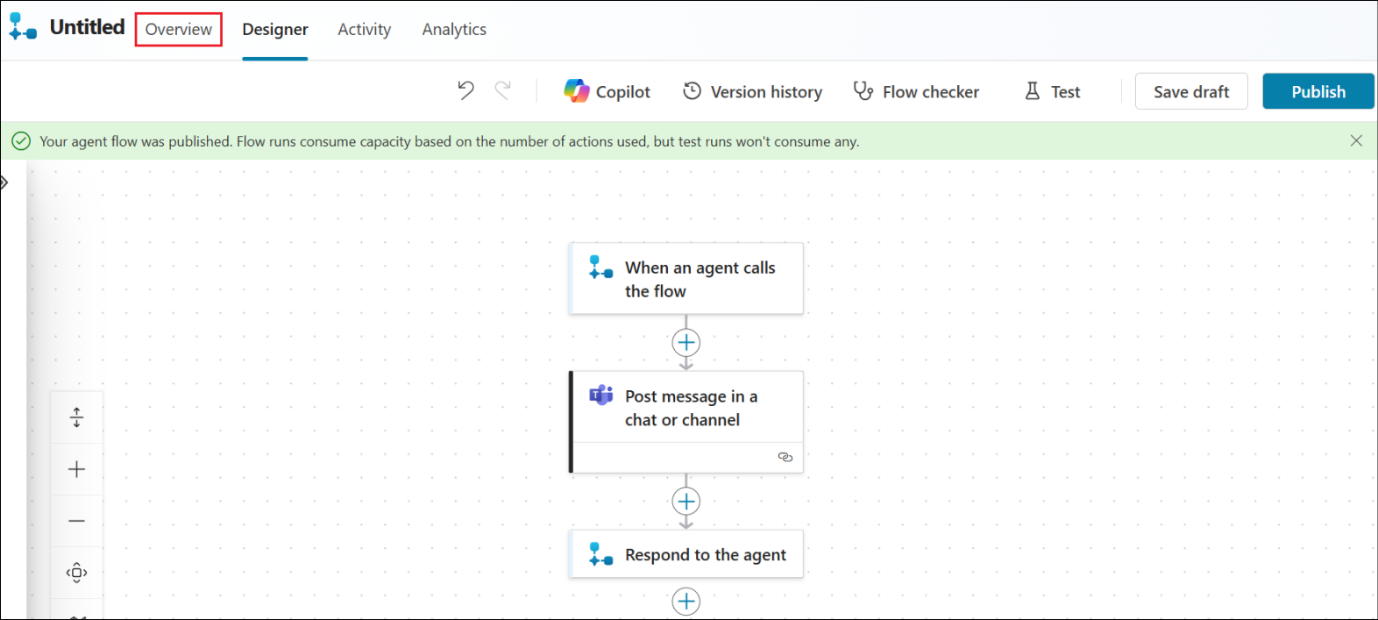 Untitled Overview Designer Activity Analytics
Copilot Version history Flow checker Test Save draft Publish
Your agent flow was published. Flow runs consume capacity based on the number of actions used, but test runs won't consume any.
When an agent calls
the flow
Post message in a
chat or channel
Respond to the agent